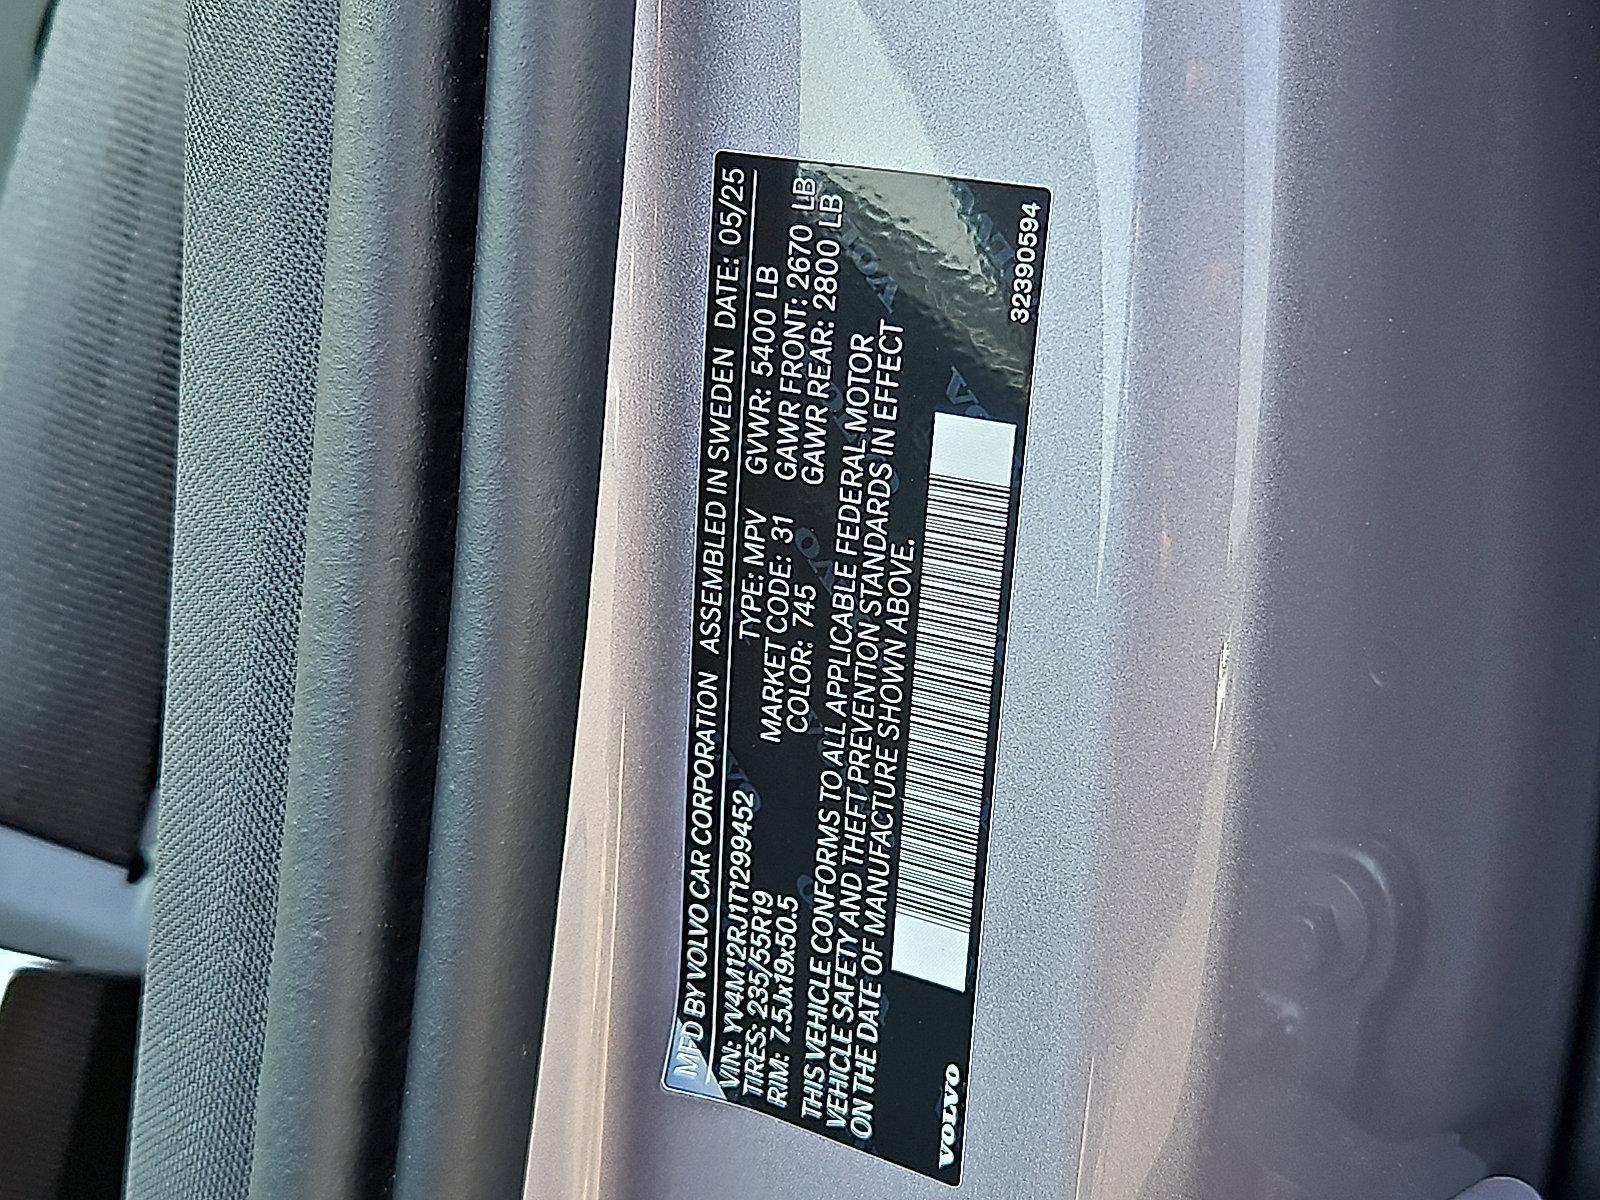 MFD BY VOLVO CAR CORPORATION ASSEMBLED IN SWEDEN DATE: 05/25
VIN: YV4M12RJ1T1299452 TYPE: MPV GVWR: 5400 LB
TIRES: 235/55R19 MARKET CODE: 31 GAWR FRONT: 2670 LB
RIM: 7.5Jx19x50.5 COLOR: 745 GAWR REAR: 2800 LB
THIS VEHICLE CONFORMS TO ALL APPLICABLE FEDERAL MOTOR
VEHICLE SAFETY AND THEFT PREVENTION STANDARDS IN EFFECT
ON THE DATE OF MANUFACTURE SHOWN ABOVE.
VOLVO 32390594